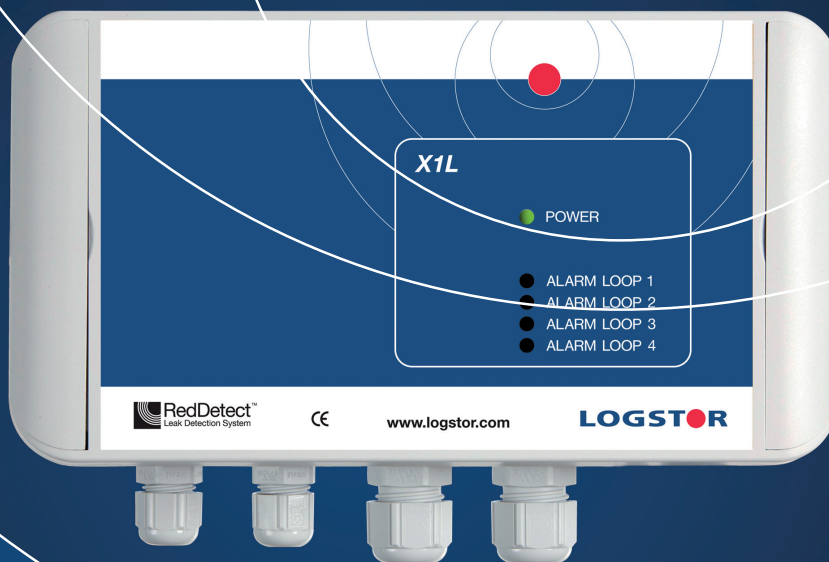 X1L
POWER
ALARM LOOP 1
ALARM LOOP 2
ALARM LOOP 3
ALARM LOOP 4
RedDetect™
Leak Detection System
CE
www.logstor.com
LOGSTOR